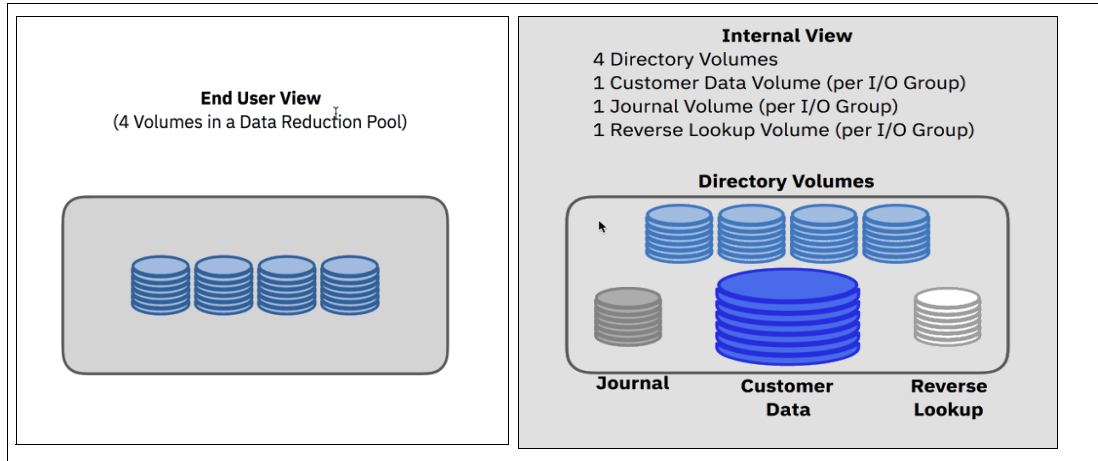 End User View
(4 Volumes in a Data Reduction Pool)
Internal View
4 Directory Volumes
1 Customer Data Volume (per I/O Group)
1 Journal Volume (per I/O Group)
1 Reverse Lookup Volume (per I/O Group)
Directory Volumes
Journal
Customer
Data
Reverse
Lookup